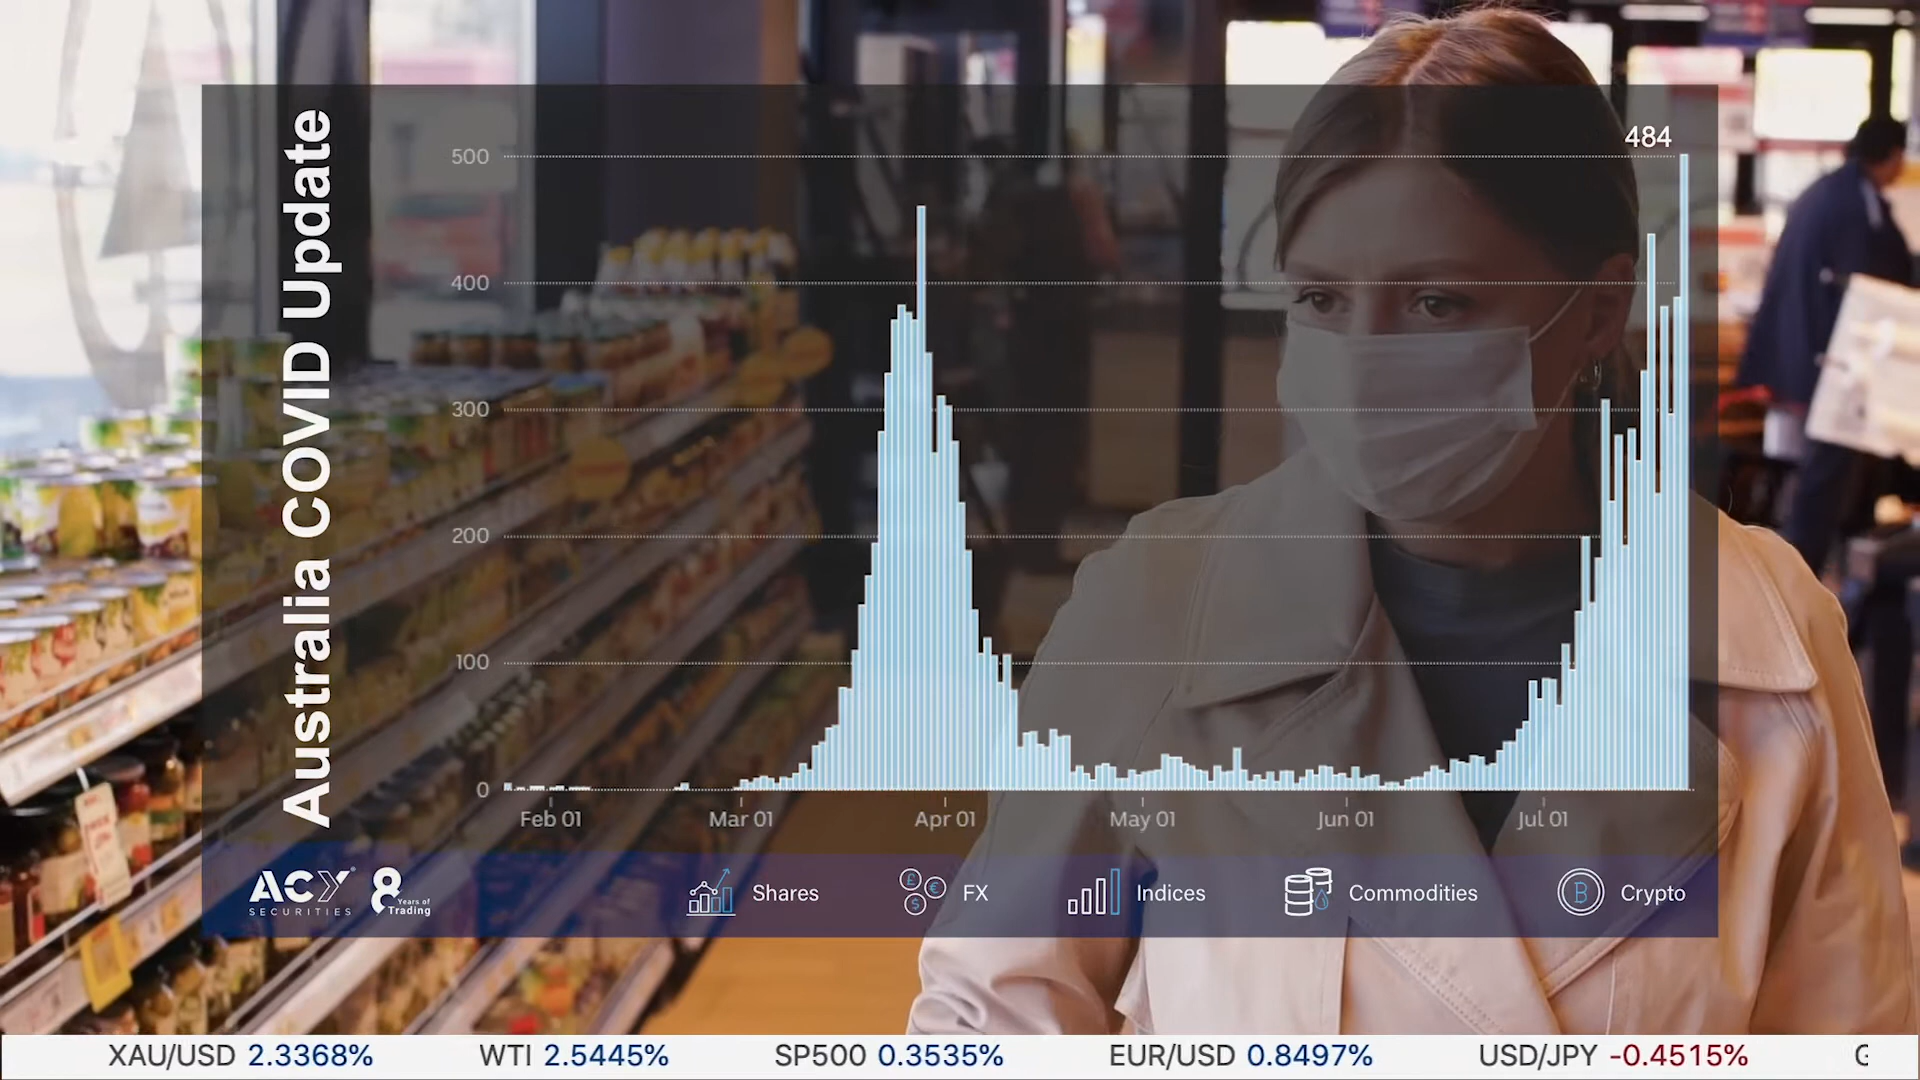 Australia COVID Update
484
500
400
300
200
100
0
Feb 01 Mar 01 Apr 01 May 01 Jun 01 Jul 01
ACY SECURITIES 8 Years of Trading Shares FX Indices Commodities Crypto
XAU/USD 2.3368% WTI 2.5445% SP500 0.3535% EUR/USD 0.8497% USD/JPY -0.4515%